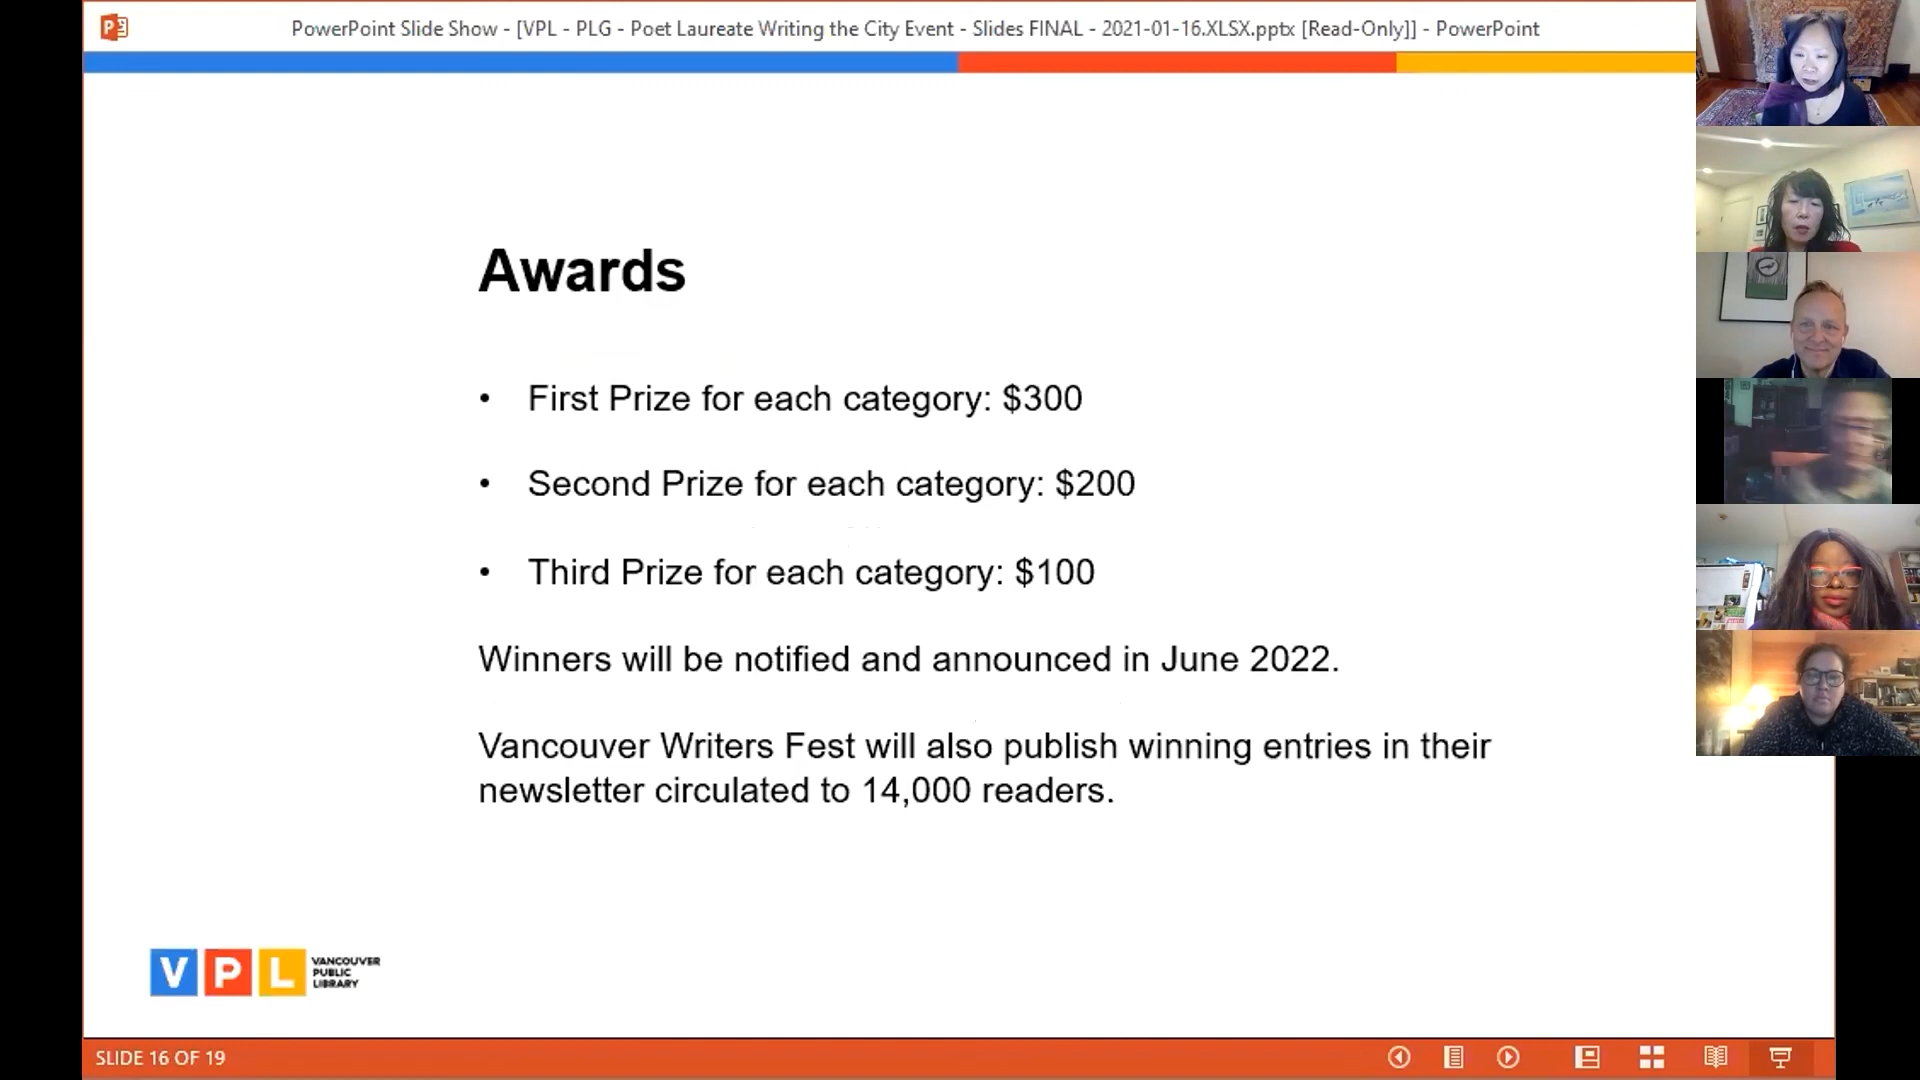 PowerPoint Slide Show - [VPL - PLG - Poet Laureate Writing the City Event - Slides FINAL - 2021-01-16.XLSX.pptx [Read-Only]] - PowerPoint
Awards
• First Prize for each category: $300
• Second Prize for each category: $200
• Third Prize for each category: $100
Winners will be notified and announced in June 2022.
Vancouver Writers Fest will also publish winning entries in their
newsletter circulated to 14,000 readers.
VPL
VANCOUVER
PUBLIC
LIBRARY
SLIDE 16 OF 19